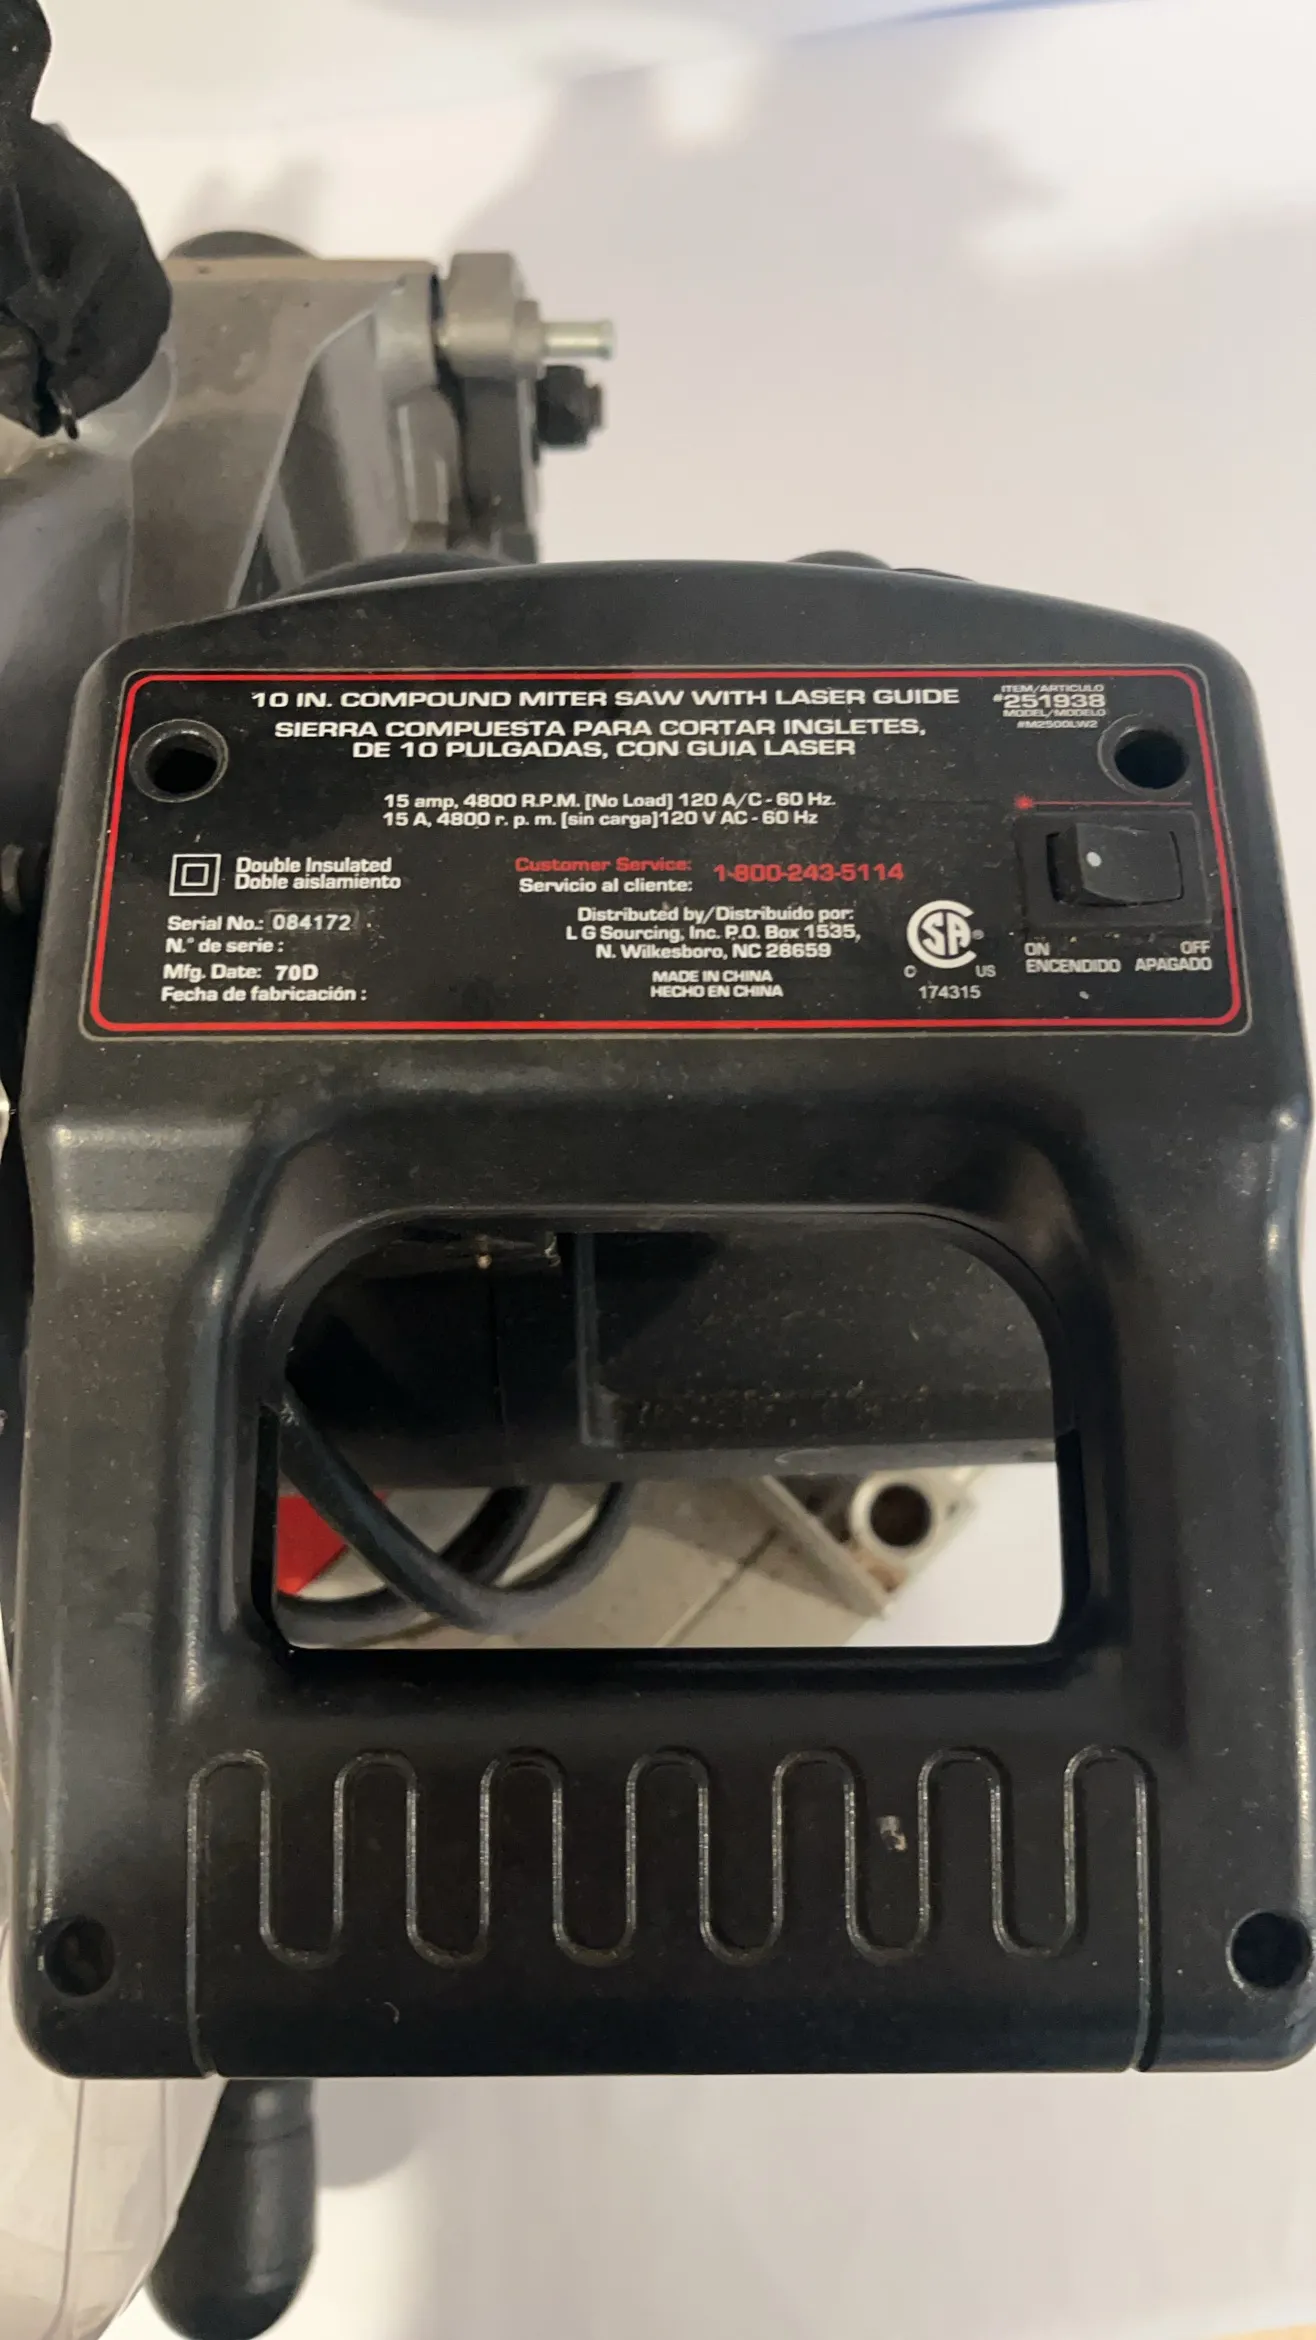 10 IN. COMPOUND MITER SAW WITH LASER GUIDE
SIERRA COMPUESTA PARA CORTAR INGLETES,
DE 10 PULGADAS, CON GUIA LASER
ITEM/ARTICULO
#251938
MODEL/MODELO
#M2500LW2
15 amp, 4800 R.P.M. [No Load] 120 A/C - 60 Hz.
15 A, 4800 r. p. m. [sin carga]120 V AC - 60 Hz
Double Insulated
Doble aislamiento
Customer Service: 1-800-243-5114
Servicio al cliente:
Serial No.: 084172
N.° de serie :
Mfg. Date: 70D
Fecha de fabricación :
Distributed by/Distribuido por:
L G Sourcing, Inc. P.O. Box 1535,
N. Wilkesboro, NC 28659
MADE IN CHINA
HECHO EN CHINA
CSA®
C US
174315
ON OFF
ENCENDIDO APAGADO